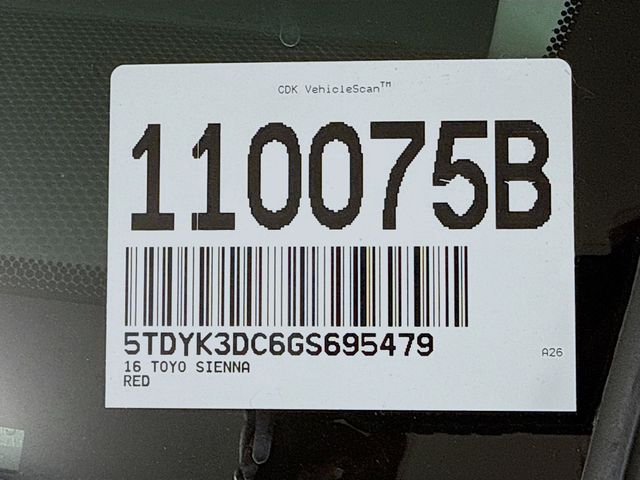 CDK VehicleScan™
110075B
5TDYK3DC6GS695479
16 TOYO SIENNA
RED
A26